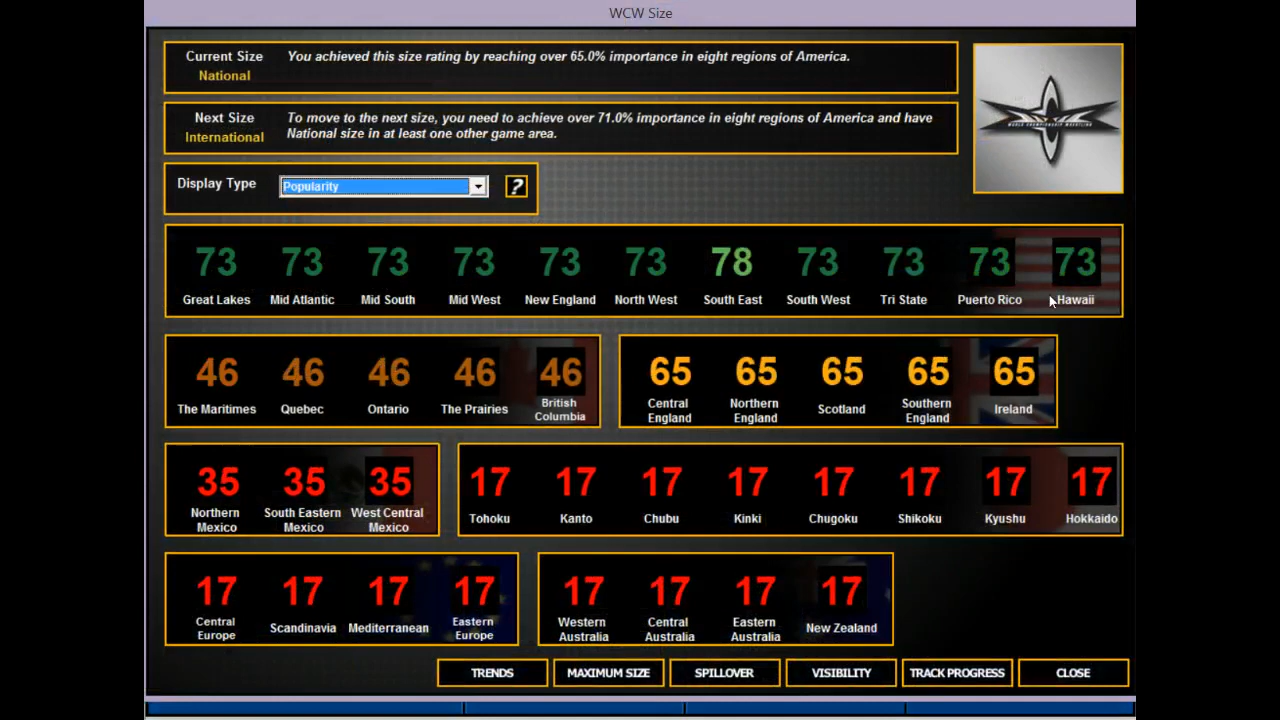 WCW Size
Current Size
National
You achieved this size rating by reaching over 65.0% importance in eight regions of America.
Next Size
International
To move to the next size, you need to achieve over 71.0% importance in eight regions of America and have
National size in at least one other game area.
WORLD CHAMPIONSHIP WRESTLING
Display Type
Popularity
?
73 73 73 73 73 73 78 73 73 73 73
Great Lakes Mid Atlantic Mid South Mid West New England North West South East South West Tri State Puerto Rico Hawaii
46 46 46 46 46
The Maritimes Quebec Ontario The Prairies British
Columbia
65 65 65 65 65
Central Northern Scotland Southern Ireland
England England England
35 35 35
Northern South Eastern West Central
Mexico Mexico Mexico
17 17 17 17 17 17 17 17
Tohoku Kanto Chubu Kinki Chugoku Shikoku Kyushu Hokkaido
17 17 17 17
Central Scandinavia Mediterranean Eastern
Europe Europe
17 17 17 17
Western Central Eastern New Zealand
Australia Australia Australia
TRENDS MAXIMUM SIZE SPILLOVER VISIBILITY TRACK PROGRESS CLOSE